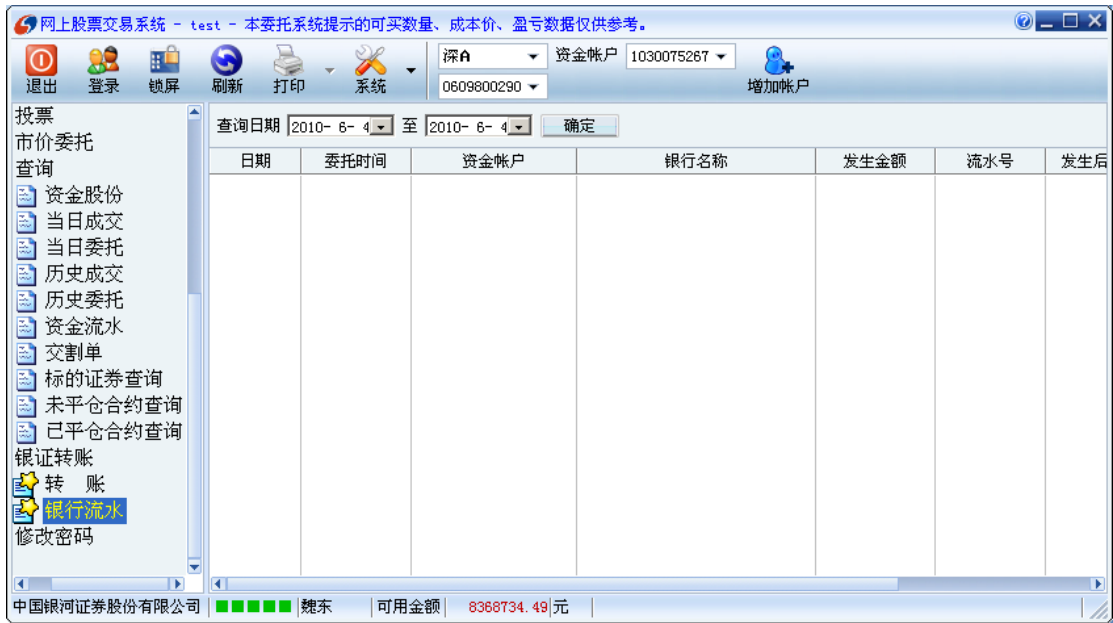 网上股票交易系统 - test - 本委托系统提示的可买数量、成本价、盈亏数据仅供参考。
退出 登录 锁屏 刷新 打印 系统 深A 资金帐户 1030075267 增加帐户
0609800290
投票
市价委托
查询
资金股份
当日成交
当日委托
历史成交
历史委托
资金流水
交割单
标的证券查询
未平仓合约查询
已平仓合约查询
银证转账
转 账
银行流水
修改密码
查询日期 2010- 6- 4 至 2010- 6- 4 确定
日期 委托时间 资金帐户 银行名称 发生金额 流水号 发生后
中国银河证券股份有限公司 魏东 可用金额 8368734.49 元